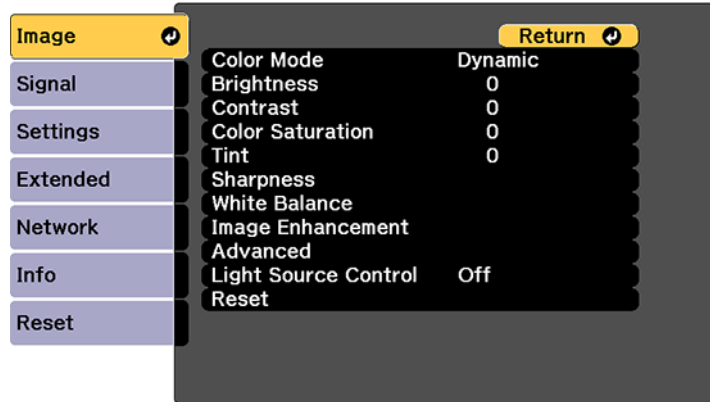 Image
Signal
Settings
Extended
Network
Info
Reset
Return
Color Mode Dynamic
Brightness 0
Contrast 0
Color Saturation 0
Tint 0
Sharpness
White Balance
Image Enhancement
Advanced
Light Source Control Off
Reset